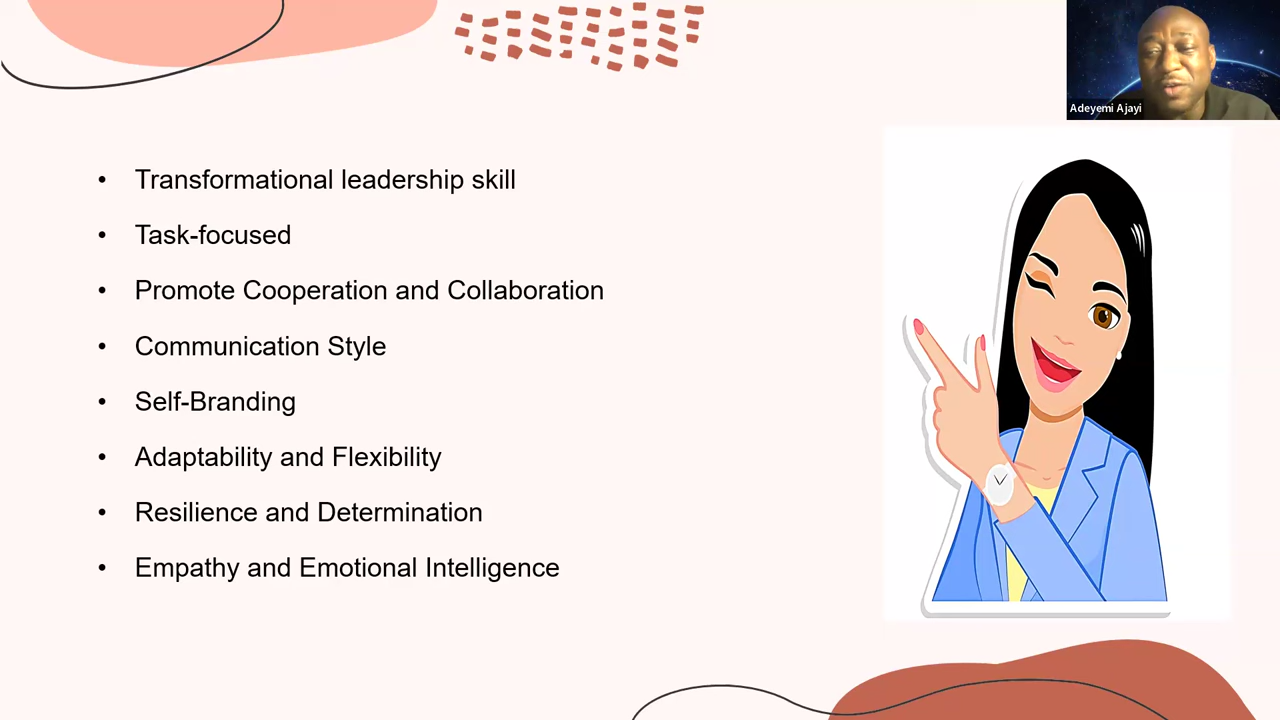 Adeyemi Ajayi
• Transformational leadership skill
• Task-focused
• Promote Cooperation and Collaboration
• Communication Style
• Self-Branding
• Adaptability and Flexibility
• Resilience and Determination
• Empathy and Emotional Intelligence